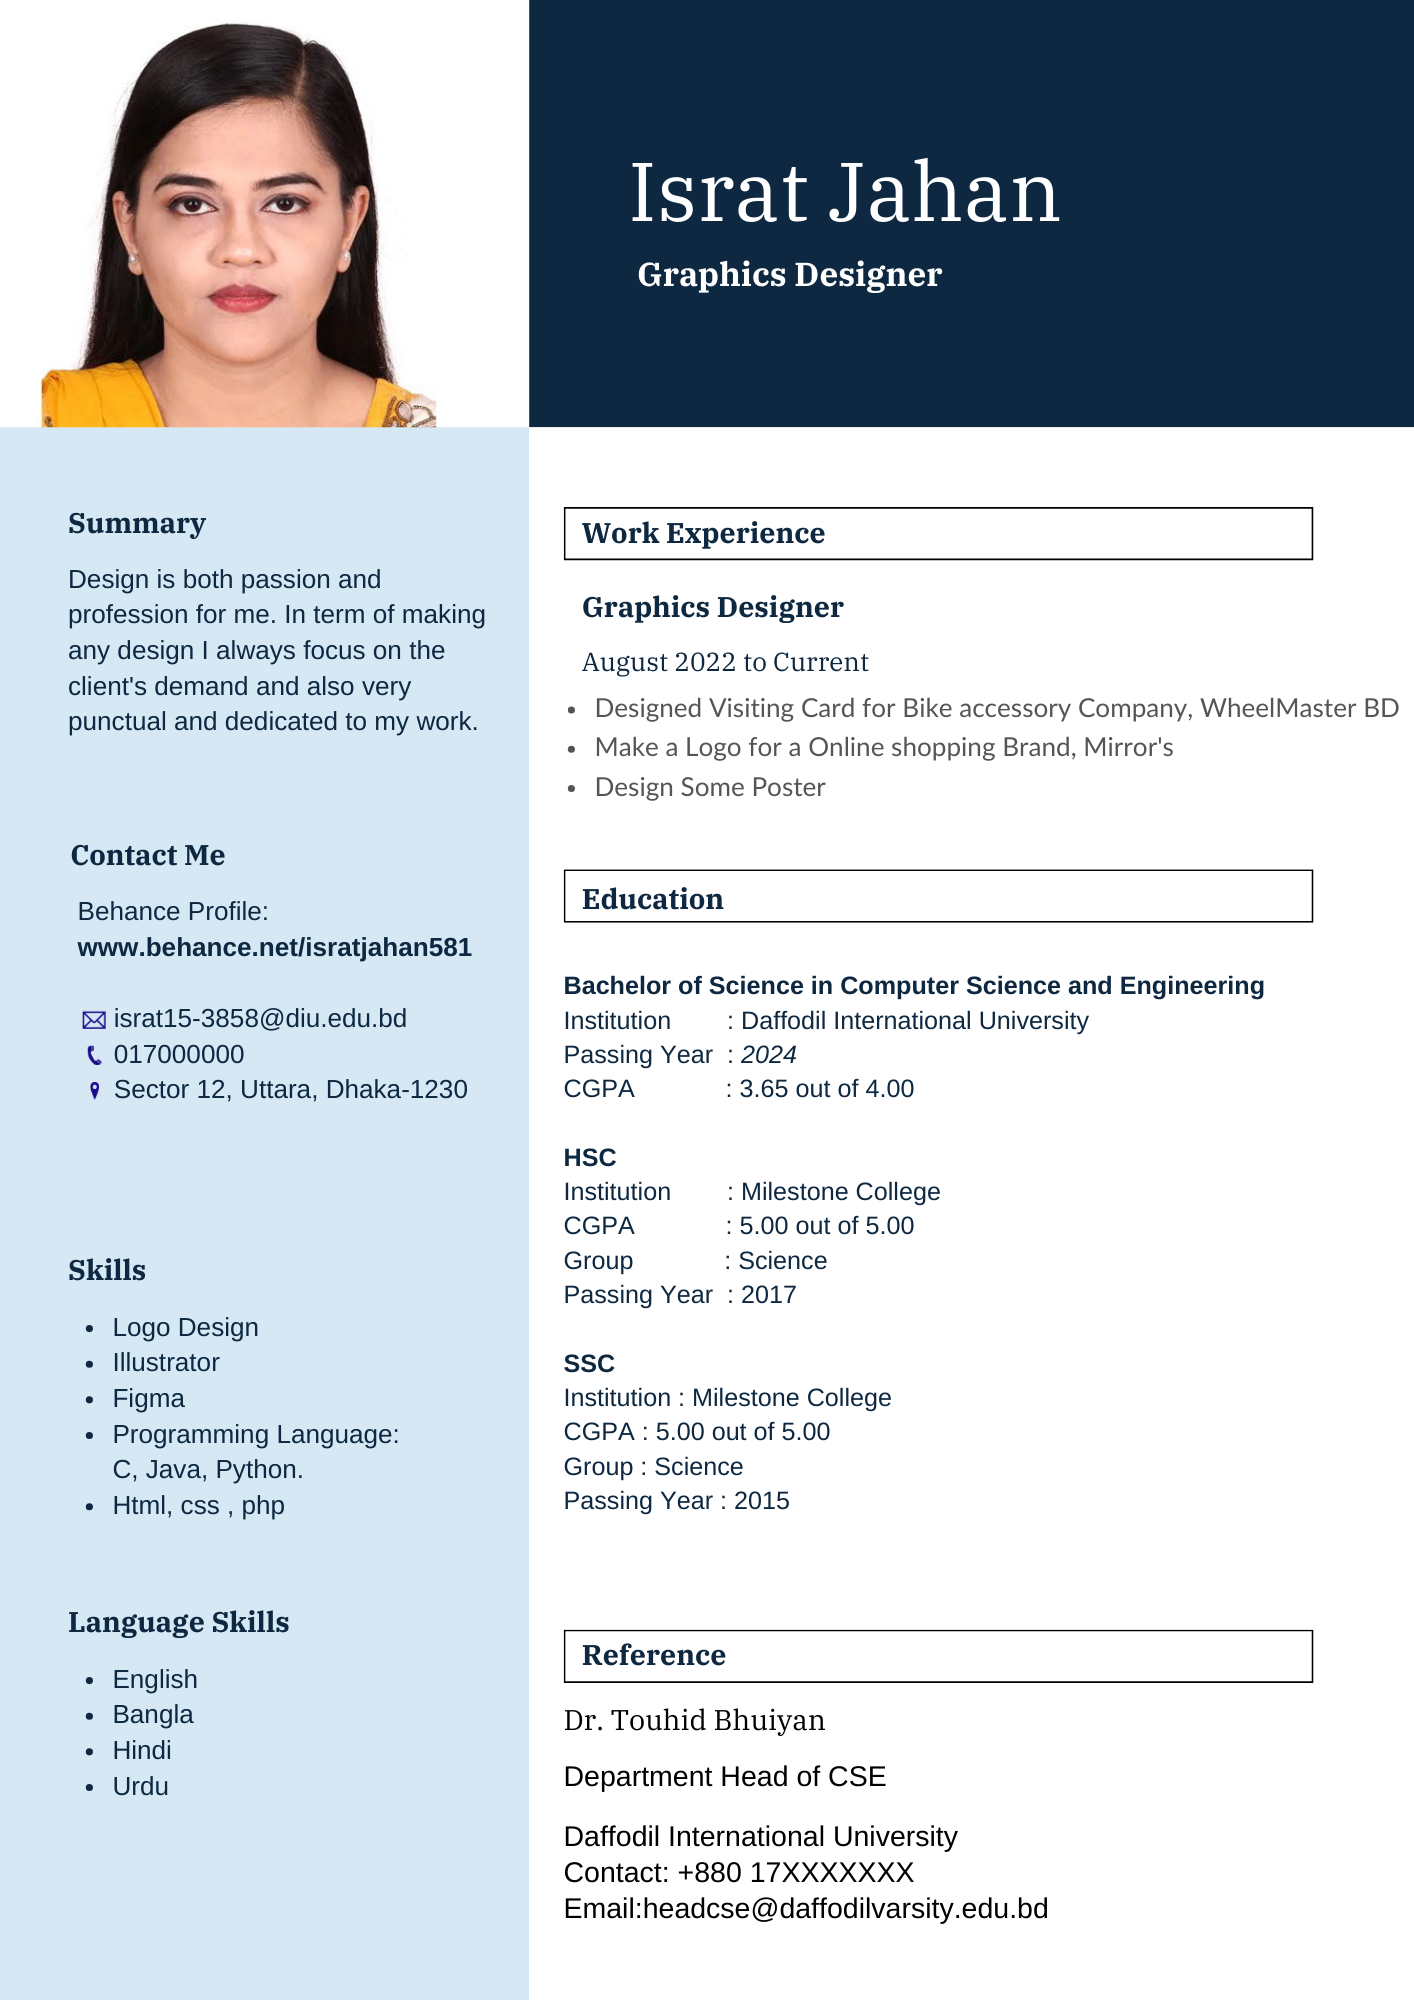 Israt Jahan
Graphics Designer
Summary
Design is both passion and
profession for me. In term of making
any design I always focus on the
client's demand and also very
punctual and dedicated to my work.
Contact Me
Behance Profile:
www.behance.net/isratjahan581
israt15-3858@diu.edu.bd
017000000
Sector 12, Uttara, Dhaka-1230
Skills
• Logo Design
• Illustrator
• Figma
• Programming Language:
C, Java, Python.
• Html, css , php
Language Skills
• English
• Bangla
• Hindi
• Urdu
Work Experience
Graphics Designer
August 2022 to Current
• Designed Visiting Card for Bike accessory Company, WheelMaster BD
• Make a Logo for a Online shopping Brand, Mirror's
• Design Some Poster
Education
Bachelor of Science in Computer Science and Engineering
Institution : Daffodil International University
Passing Year : 2024
CGPA : 3.65 out of 4.00
HSC
Institution : Milestone College
CGPA : 5.00 out of 5.00
Group : Science
Passing Year : 2017
SSC
Institution : Milestone College
CGPA : 5.00 out of 5.00
Group : Science
Passing Year : 2015
Reference
Dr. Touhid Bhuiyan
Department Head of CSE
Daffodil International University
Contact: +880 17XXXXXXX
Email:headcse@daffodilvarsity.edu.bd